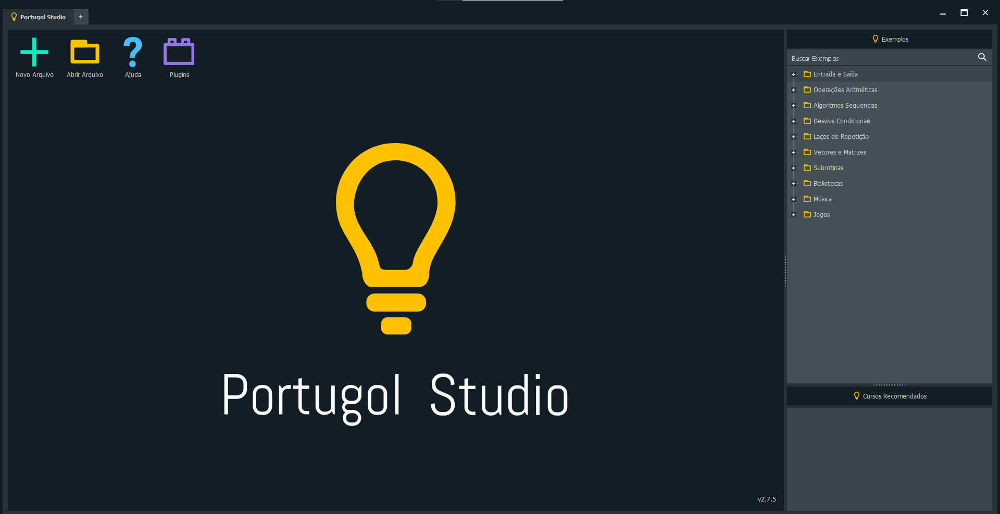 Portugol Studio
+
Novo Arquivo
Abrir Arquivo
Ajuda
Plugins
Portugol Studio
v2.7.5
Exemplos
Buscar Exemplos
Entrada e Saída
Operações Aritméticas
Algoritmos Sequencias
Desvios Condicionais
Laços de Repetição
Vetores e Matrizes
Subrotinas
Bibliotecas
Música
Jogos
Cursos Recomendados